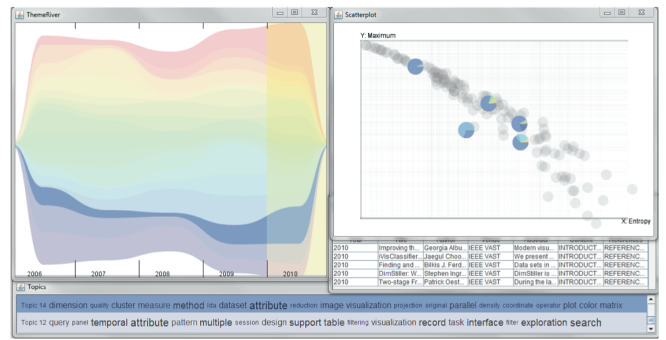 ThemeRiver
2006 2007 2008 2009 2010
Scatterplot
Y: Maximum
X: Entropy
2010 Improving th... Georgia Albu... IEEE VAST Modern visu... INTRODUCT... REFERENC...
2010 iVisClassifier... Jaegul Choo... IEEE VAST We present ... INTRODUCT... REFERENC...
2010 Finding and ... Bilkis J. Ferd... IEEE VAST Data sets in ... INTRODUCT... REFERENC...
2010 DimStiller: W... Stephen Ingr... IEEE VAST DimStiller is ... INTRODUCT... REFERENC...
2010 Two-stage Fr... Patrick Oest... IEEE VAST During the la... INTRODUCT... REFERENC...
Topics
Topic 14 dimension quality cluster measure method lda dataset attribute reduction image visualization projection original parallel density coordinate operator plot color matrix
Topic 12 query panel temporal attribute pattern multiple session design support table filtering visualization record task interface filter exploration search